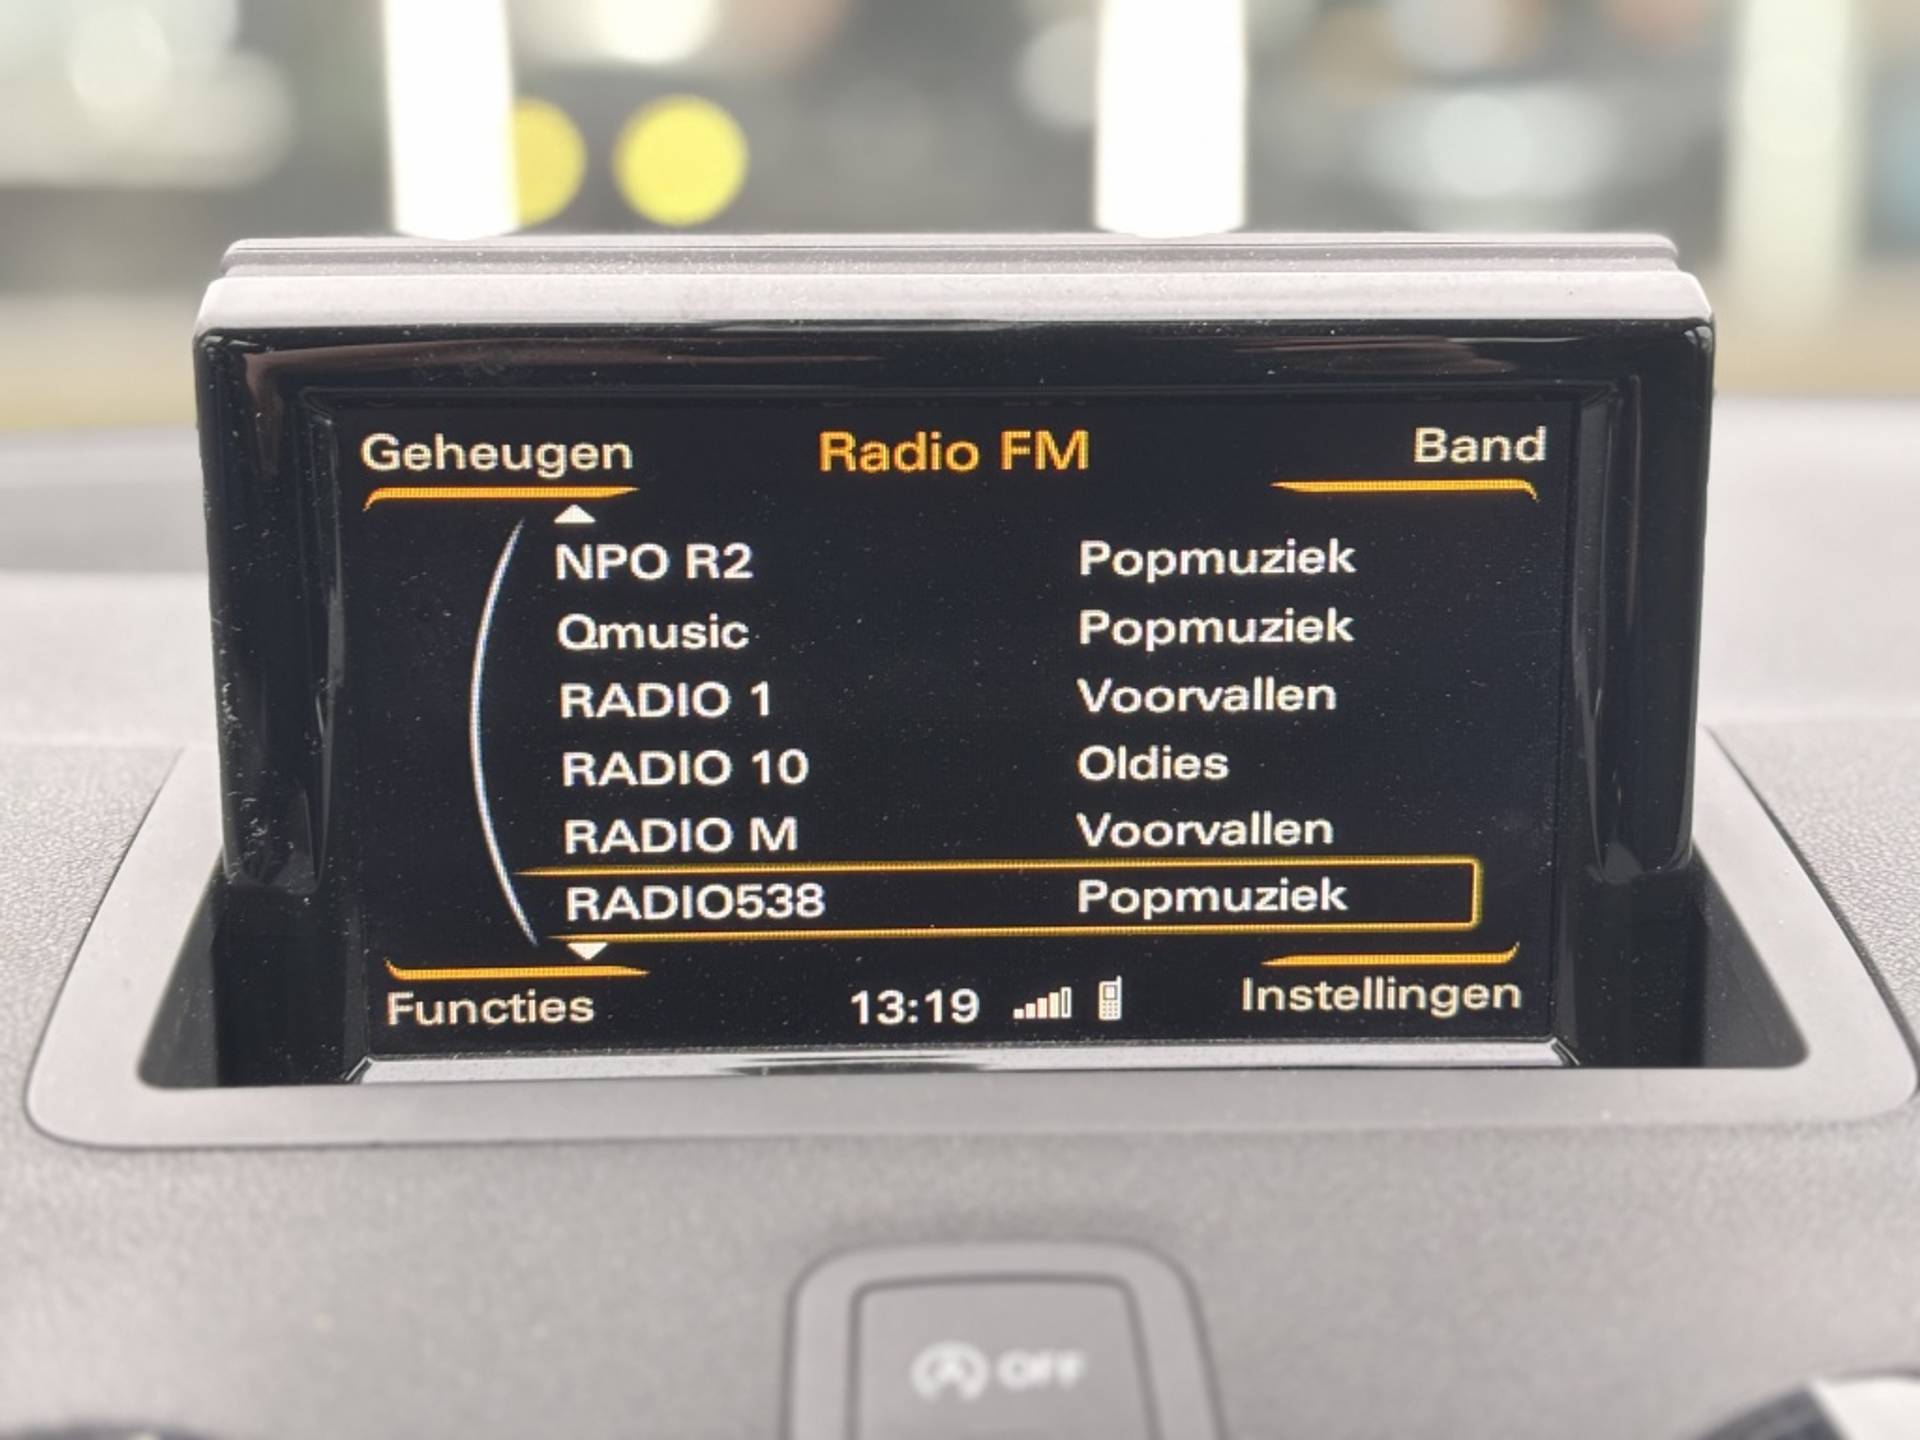 Geheugen Radio FM Band
NPO R2 Popmuziek
Qmusic Popmuziek
RADIO 1 Voorvallen
RADIO 10 Oldies
RADIO M Voorvallen
RADIO538 Popmuziek
Functies 13:19 Instellingen
A OFF